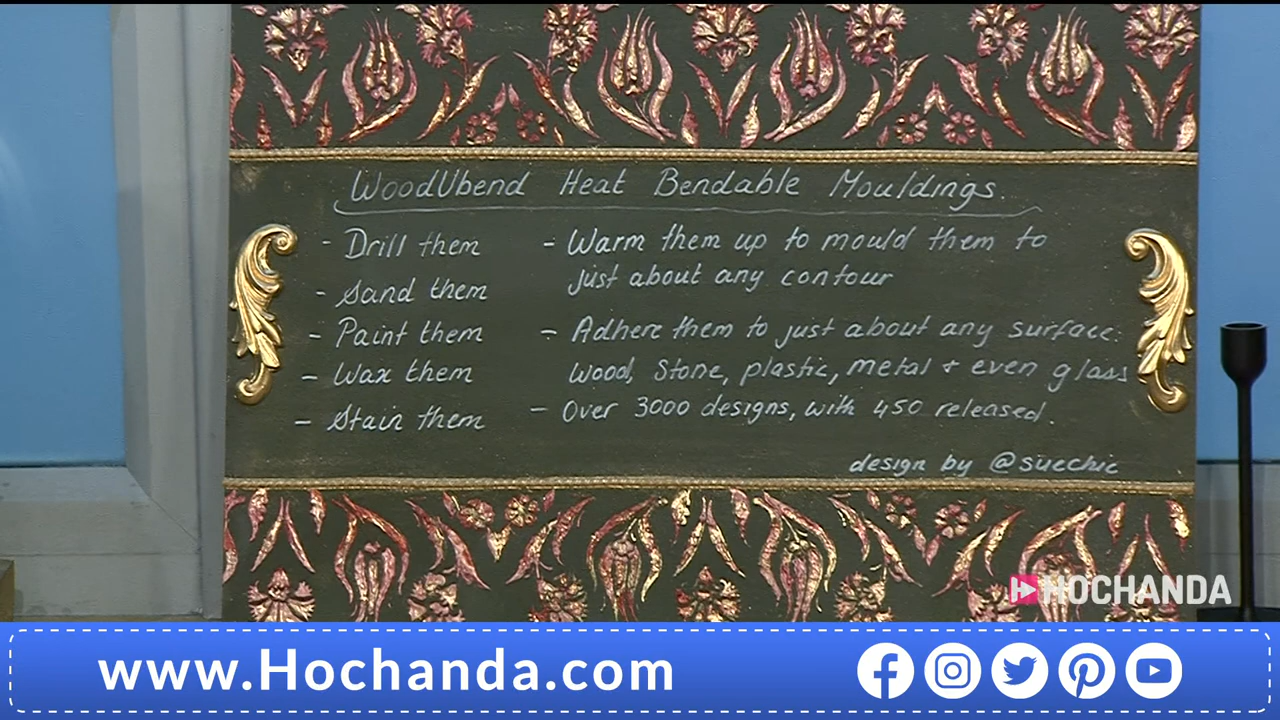 WoodUbend Heat Bendable Mouldings.
- Drill them
- Sand them
- Paint them
- Wax them
- Stain them
- Warm them up to mould them to
just about any contour
- Adhere them to just about any surface:
wood, stone, plastic, metal + even glass
- Over 3000 designs, with 450 released.
design by @suechic
HOCHANDA
www.Hochanda.com